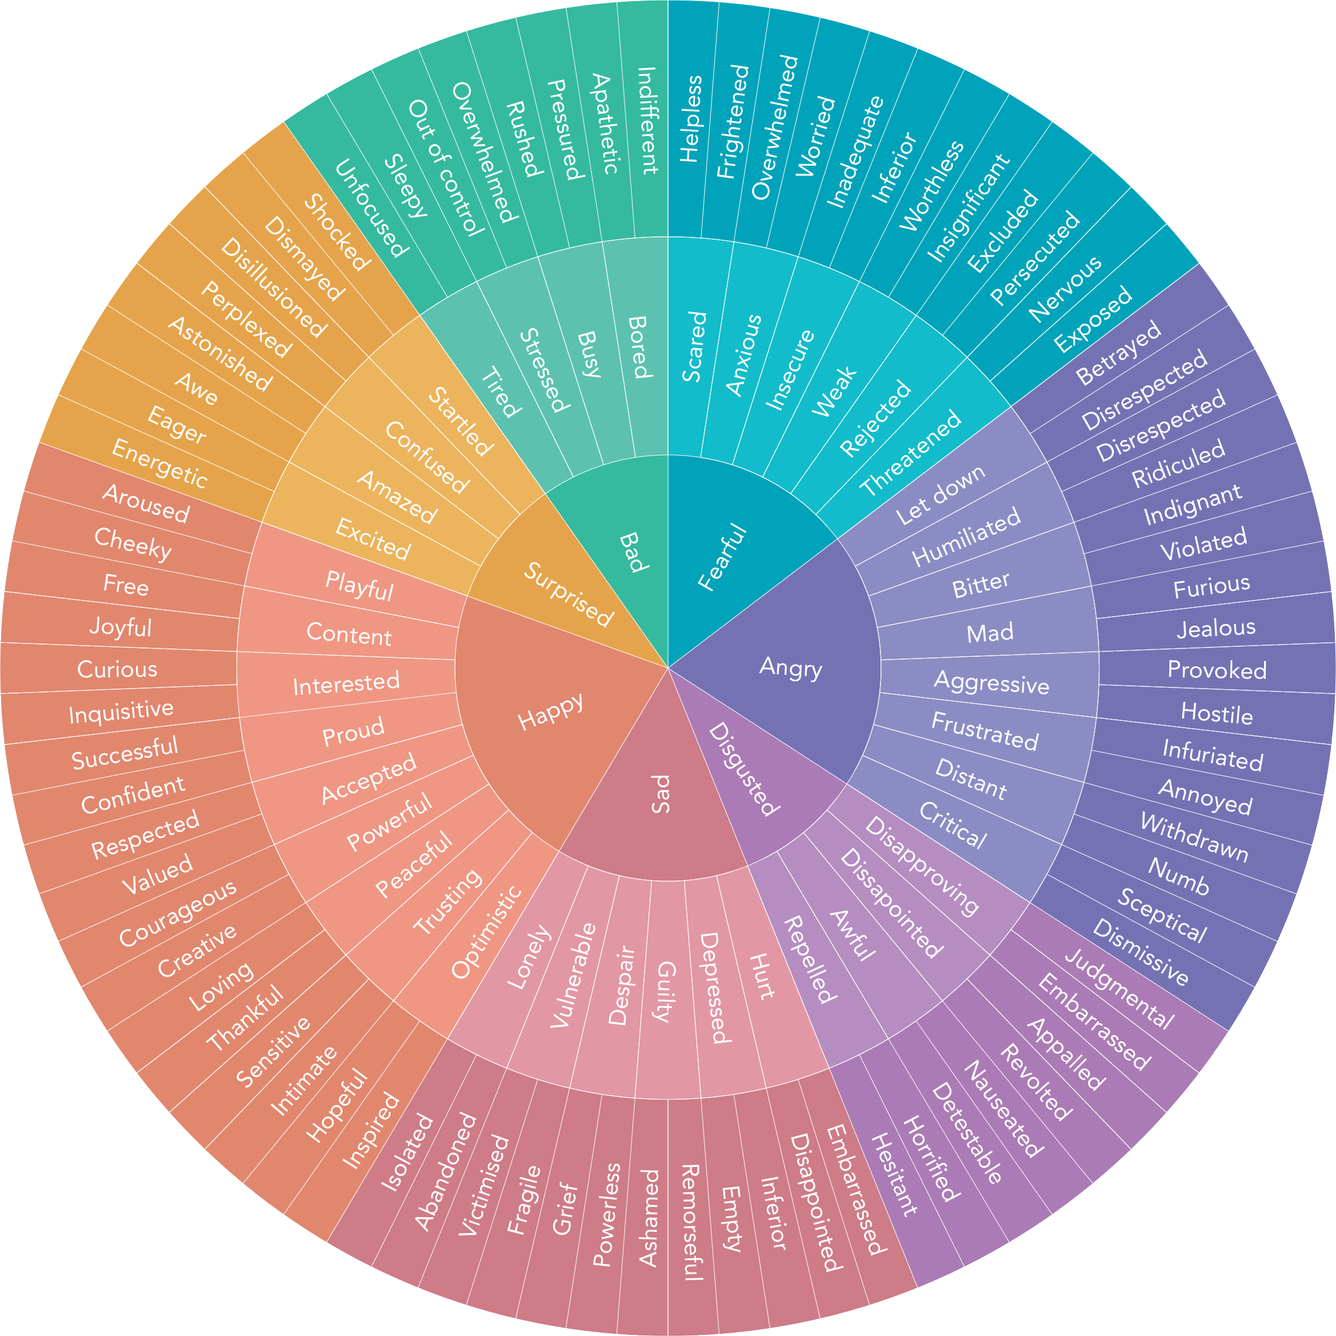 Fearful
Angry
Disgusted
Sad
Happy
Surprised
Bad
Scared
Anxious
Insecure
Weak
Rejected
Threatened
Let down
Humiliated
Bitter
Mad
Aggressive
Frustrated
Distant
Critical
Disapproving
Dissapointed
Awful
Repelled
Hurt
Depressed
Guilty
Despair
Vulnerable
Lonely
Optimistic
Trusting
Peaceful
Powerful
Accepted
Proud
Interested
Content
Playful
Excited
Amazed
Confused
Startled
Tired
Stressed
Busy
Bored
Helpless
Frightened
Overwhelmed
Worried
Inadequate
Inferior
Worthless
Insignificant
Excluded
Persecuted
Nervous
Exposed
Betrayed
Disrespected
Disrespected
Ridiculed
Indignant
Violated
Furious
Jealous
Provoked
Hostile
Infuriated
Annoyed
Withdrawn
Numb
Sceptical
Dismissive
Judgmental
Embarrassed
Appalled
Revolted
Nauseated
Detestable
Horrified
Hesitant
Embarrassed
Disappointed
Inferior
Empty
Remorseful
Ashamed
Powerless
Grief
Fragile
Victimised
Abandoned
Isolated
Inspired
Hopeful
Intimate
Sensitive
Thankful
Loving
Creative
Courageous
Valued
Respected
Confident
Successful
Inquisitive
Curious
Joyful
Free
Cheeky
Aroused
Energetic
Eager
Awe
Astonished
Perplexed
Disillusioned
Dismayed
Shocked
Unfocused
Sleepy
Out of control
Overwhelmed
Rushed
Pressured
Apathetic
Indifferent